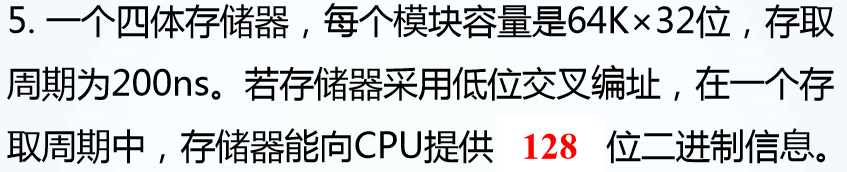 5. 一个四体存储器，每个模块容量是64K×32位，存取
周期为200ns。若存储器采用低位交叉编址，在一个存
取周期中，存储器能向CPU提供 128 位二进制信息。